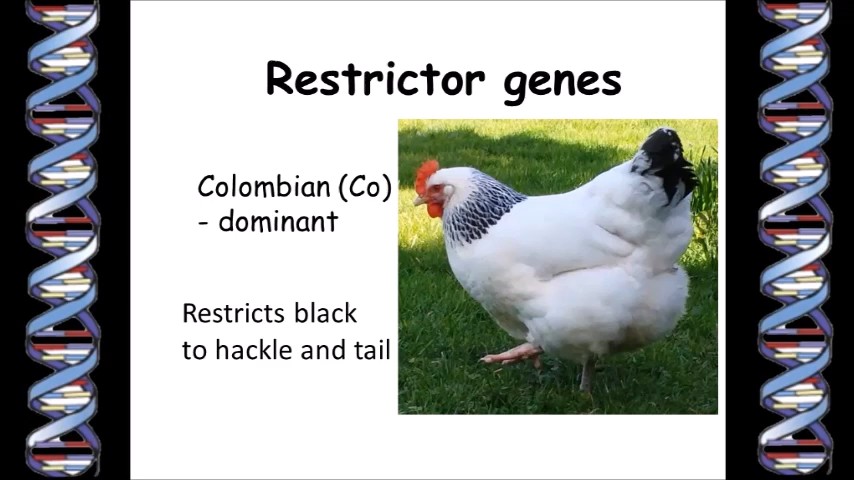 Restrictor genes
Colombian (Co)
- dominant
Restricts black
to hackle and tail